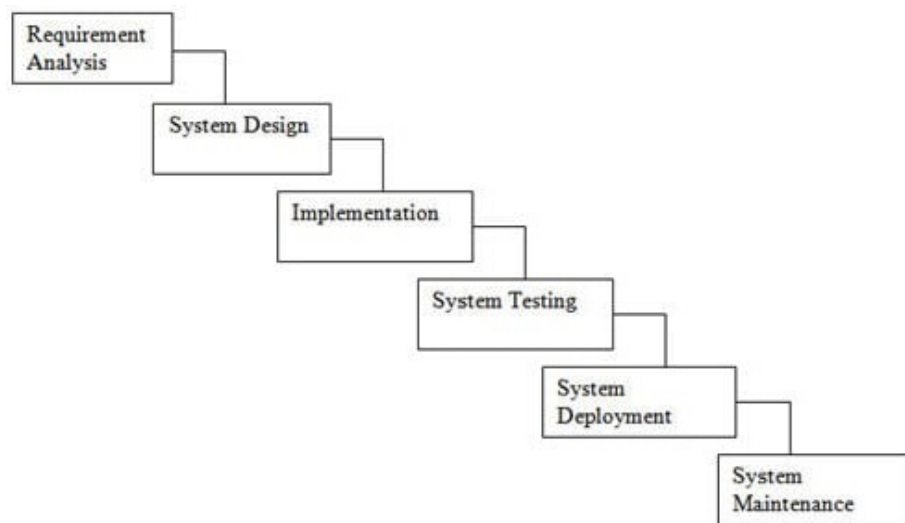 Requirement
Analysis
System Design
Implementation
System Testing
System
Deployment
System
Maintenance